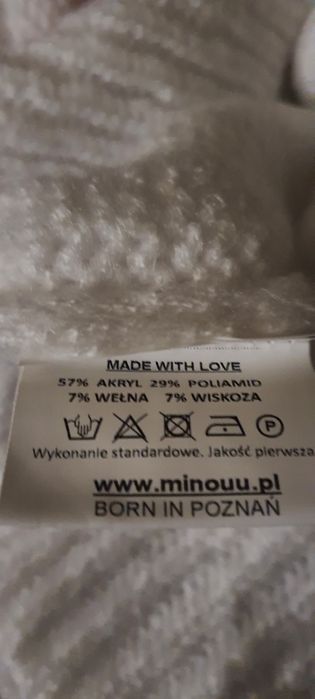 MADE WITH LOVE
57% AKRYL 29% POLIAMID
7% WEŁNA 7% WISKOZA
P
Wykonanie standardowe. Jakość pierwsza
www.minouu.pl
BORN IN POZNAŃ